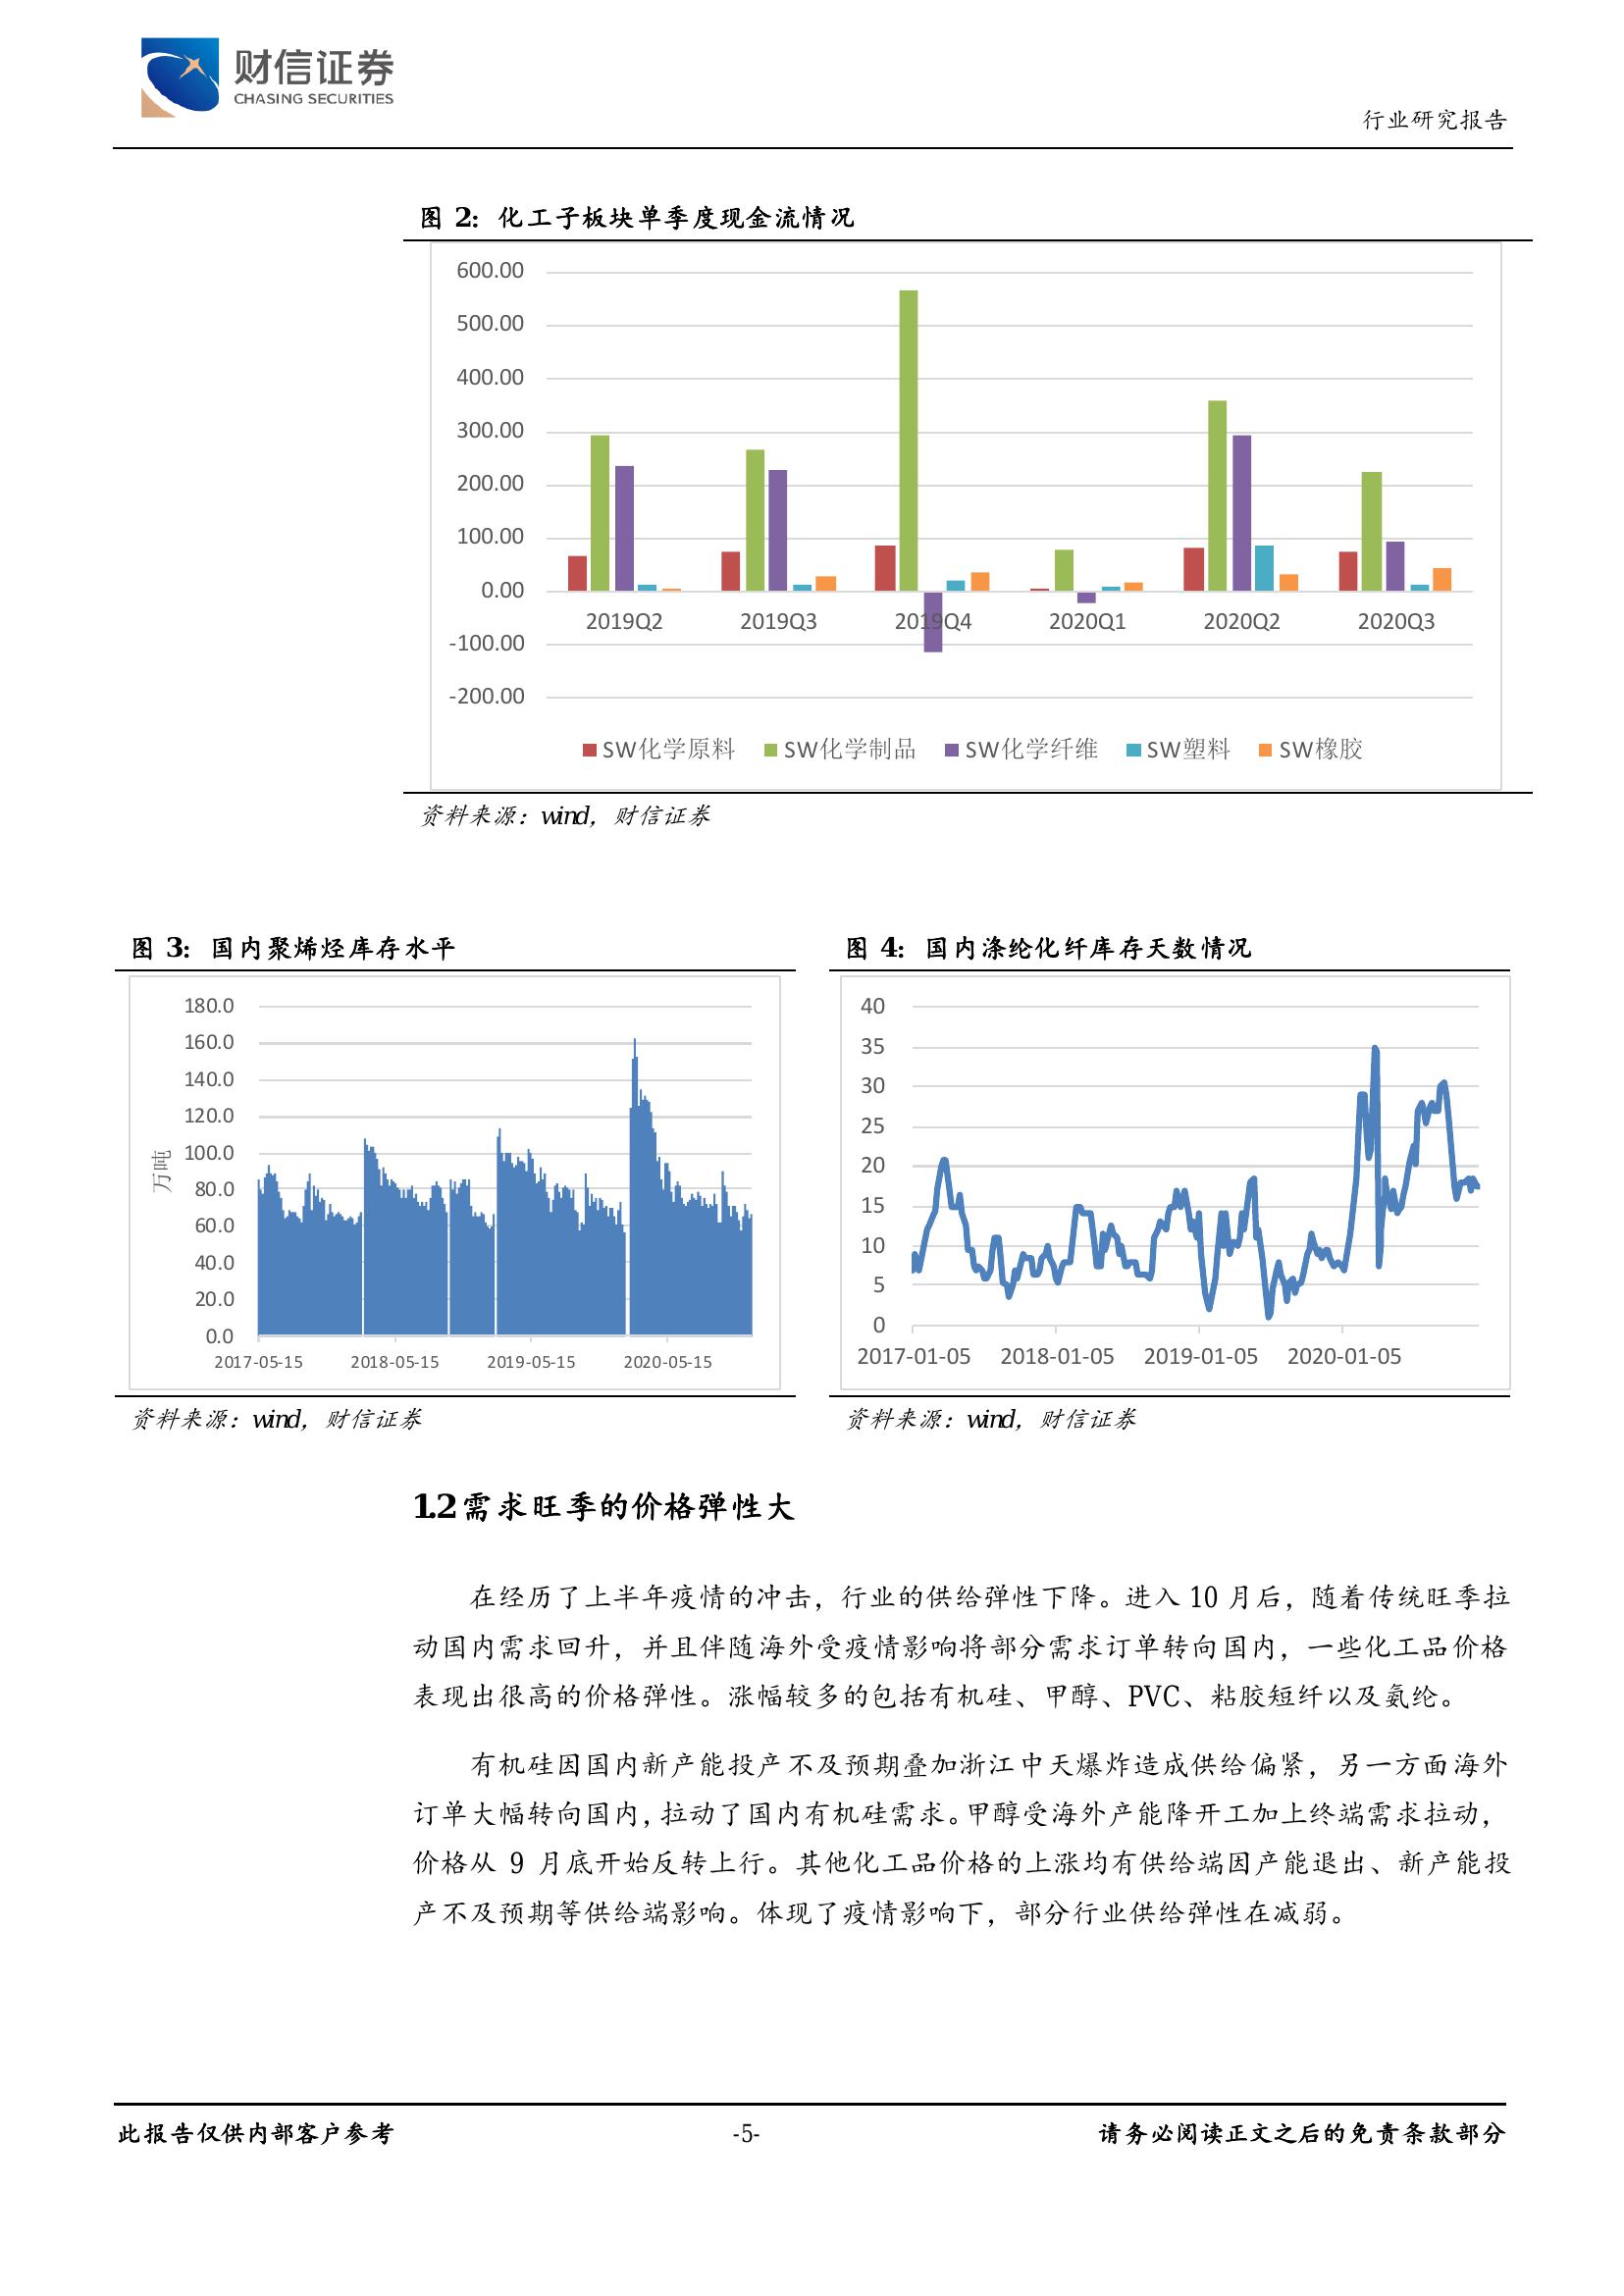 财信证券
CHASING SECURITIES
行业研究报告
图 2：化工子板块单季度现金流情况
600.00
500.00
400.00
300.00
200.00
100.00
0.00
-100.00
-200.00
2019Q2 2019Q3 2019Q4 2020Q1 2020Q2 2020Q3
SW化学原料 SW化学制品 SW化学纤维 SW塑料 SW橡胶
资料来源：wind，财信证券
图 3：国内聚烯烃库存水平
180.0
160.0
140.0
120.0
100.0
80.0
60.0
40.0
20.0
0.0
万吨
2017-05-15 2018-05-15 2019-05-15 2020-05-15
资料来源：wind，财信证券
图 4：国内涤纶化纤库存天数情况
40
35
30
25
20
15
10
5
0
2017-01-05 2018-01-05 2019-01-05 2020-01-05
资料来源：wind，财信证券
1.2 需求旺季的价格弹性大
在经历了上半年疫情的冲击，行业的供给弹性下降。进入 10 月后，随着传统旺季拉
动国内需求回升，并且伴随海外受疫情影响将部分需求订单转向国内，一些化工品价格
表现出很高的价格弹性。涨幅较多的包括有机硅、甲醇、PVC、粘胶短纤以及氨纶。
有机硅因国内新产能投产不及预期叠加浙江中天爆炸造成供给偏紧，另一方面海外
订单大幅转向国内，拉动了国内有机硅需求。甲醇受海外产能降开工加上终端需求拉动，
价格从 9 月底开始反转上行。其他化工品价格的上涨均有供给端因产能退出、新产能投
产不及预期等供给端影响。体现了疫情影响下，部分行业供给弹性在减弱。
此报告仅供内部客户参考
-5-
请务必阅读正文之后的免责条款部分